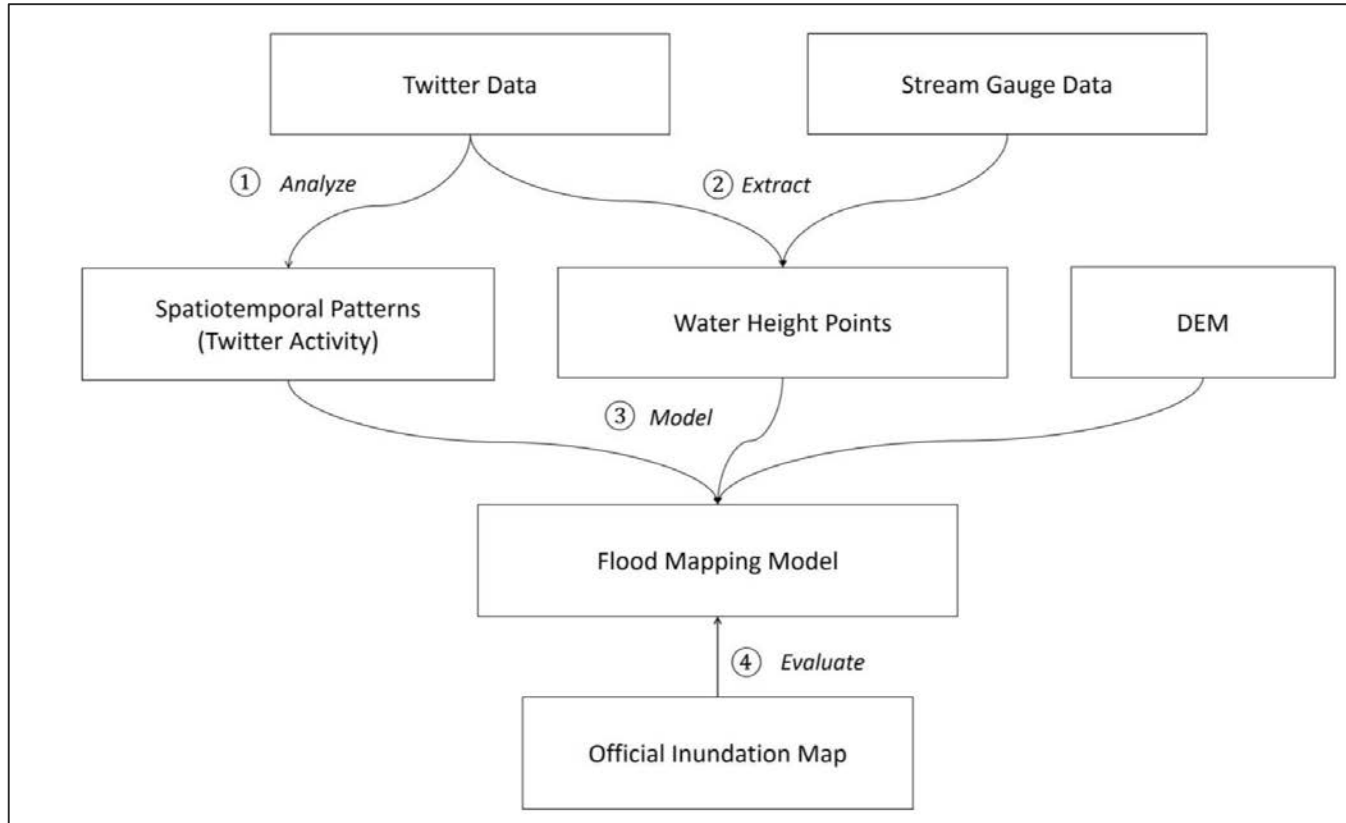 Twitter Data
Stream Gauge Data
① Analyze
② Extract
Spatiotemporal Patterns
(Twitter Activity)
Water Height Points
DEM
③ Model
Flood Mapping Model
④ Evaluate
Official Inundation Map